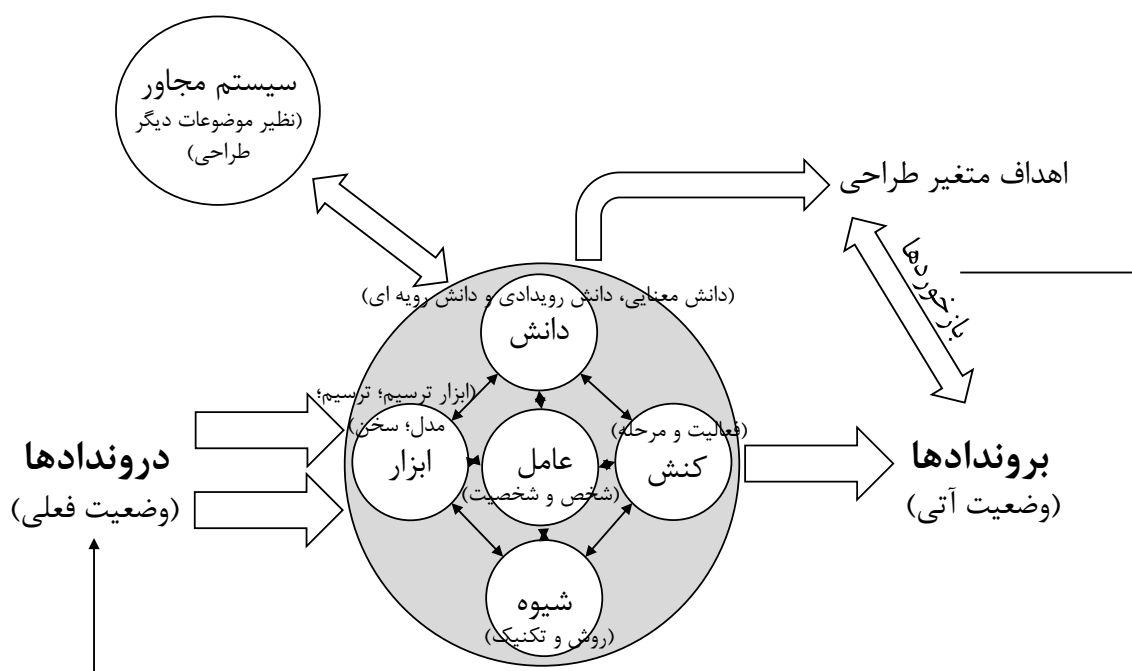 سیستم مجاور
(نظیر موضوعات دیگر
طراحی)
اهداف متغیر طراحی
بازخوردها
(دانش معنایی، دانش رویدادی و دانش رویه ای)
دانش
(ابزار ترسیم؛ ترسیم؛
مدل؛ سخن)
ابزار
عامل
(شخص و شخصیت)
(فعالیت و مرحله)
کنش
شیوه
(روش و تکنیک)
دروندادها
(وضعیت فعلی)
بروندادها
(وضعیت آتی)